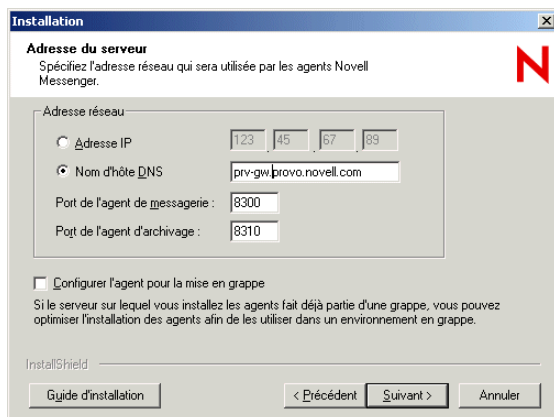 Installation
Adresse du serveur
Spécifiez l'adresse réseau qui sera utilisée par les agents Novell
Messenger.
N
Adresse réseau
Adresse IP
123 . 45 . 67 . 89
Nom d'hôte DNS
prv-gw.provo.novell.com
Port de l'agent de messagerie :
8300
Port de l'agent d'archivage :
8310
Configurer l'agent pour la mise en grappe
Si le serveur sur lequel vous installez les agents fait déjà partie d'une grappe, vous pouvez
optimiser l'installation des agents afin de les utiliser dans un environnement en grappe.
InstallShield
Guide d'installation
< Précédent
Suivant >
Annuler